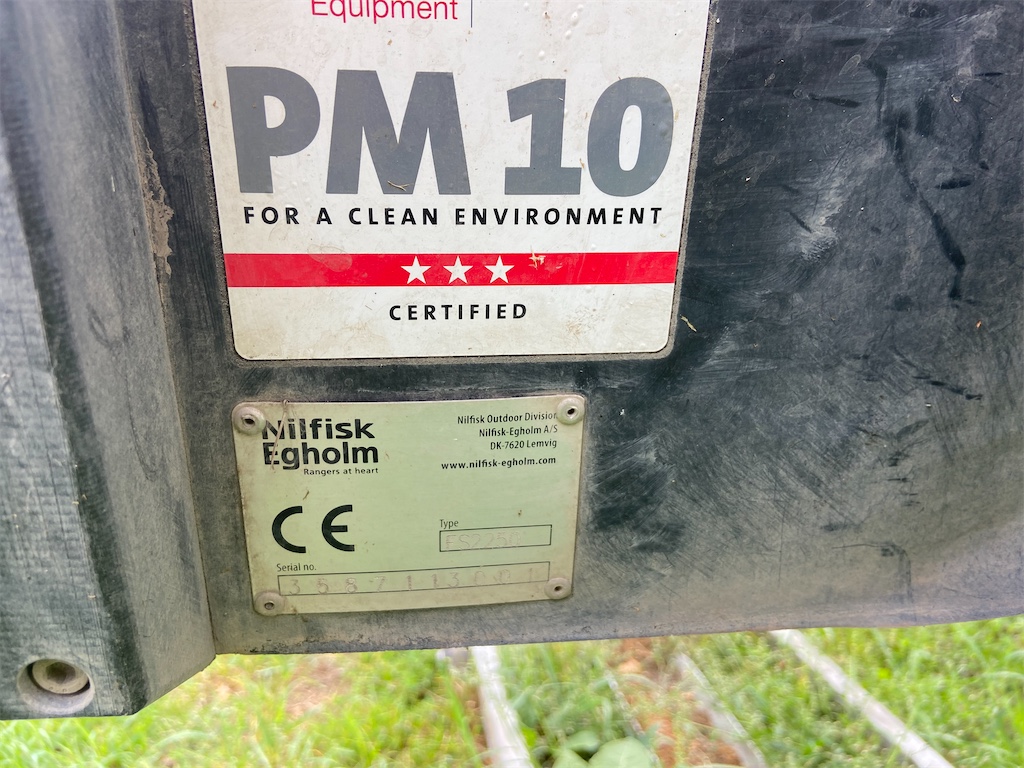 Equipment
PM 10
FOR A CLEAN ENVIRONMENT
CERTIFIED
Nilfisk
Egholm
Rangers at heart
Nilfisk Outdoor Division
Nilfisk-Egholm A/S
DK-7620 Lemvig
www.nilfisk-egholm.com
CE
Type
Serial no.